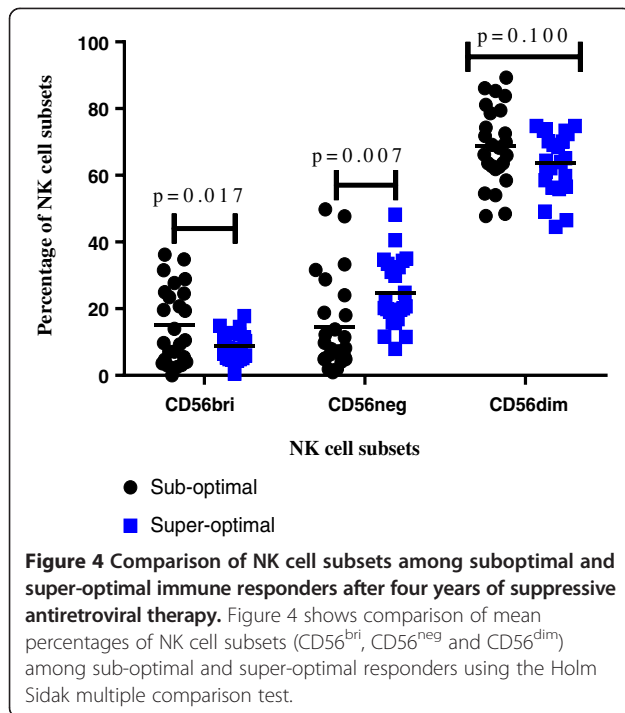 100
80
60
40
20
0
Percentage of NK cell subsets
p=0.017
p=0.007
p=0.100
CD56bri CD56neg CD56dim
NK cell subsets
Sub-optimal
Super-optimal
Figure 4 Comparison of NK cell subsets among suboptimal and
super-optimal immune responders after four years of suppressive
antiretroviral therapy. Figure 4 shows comparison of mean
percentages of NK cell subsets (CD56bri, CD56neg and CD56dim)
among sub-optimal and super-optimal responders using the Holm
Sidak multiple comparison test.